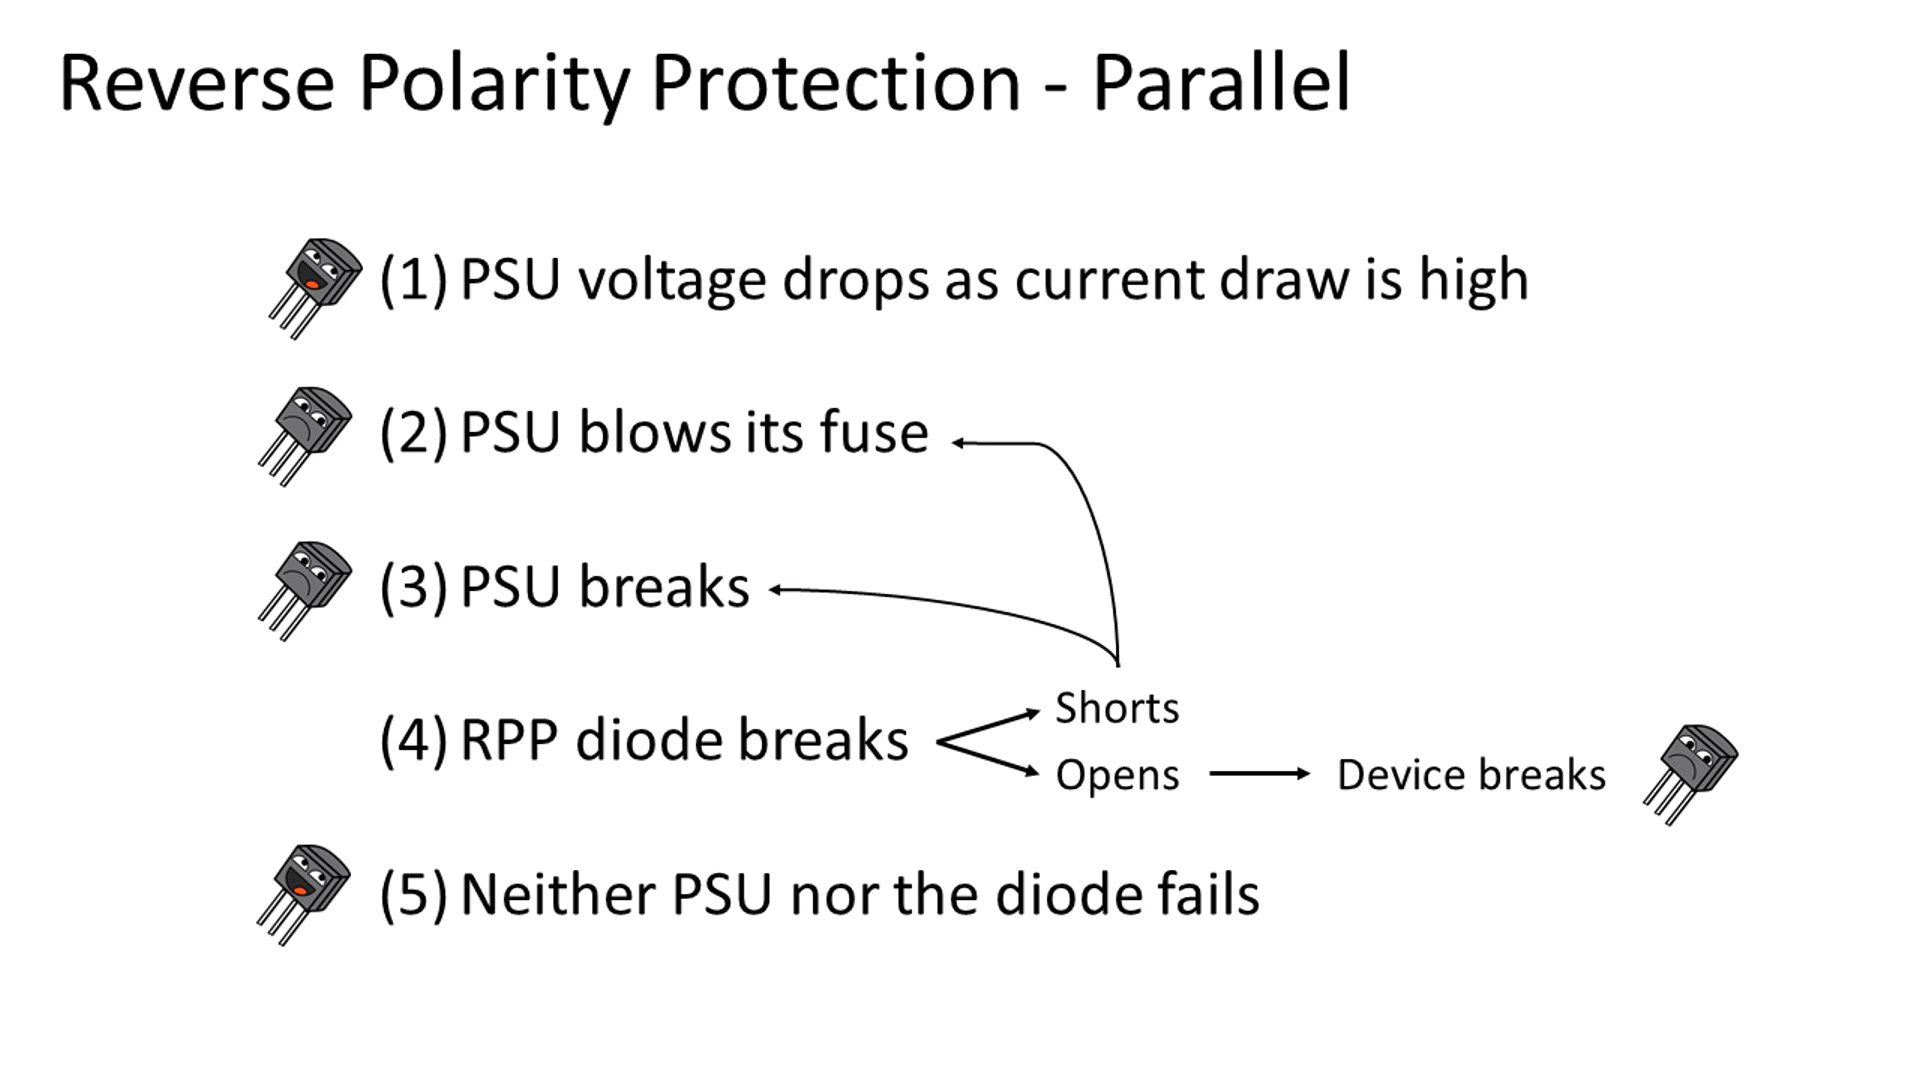 Reverse Polarity Protection - Parallel
(1) PSU voltage drops as current draw is high
(2) PSU blows its fuse
(3) PSU breaks
(4) RPP diode breaks
Shorts
Opens
Device breaks
(5) Neither PSU nor the diode fails